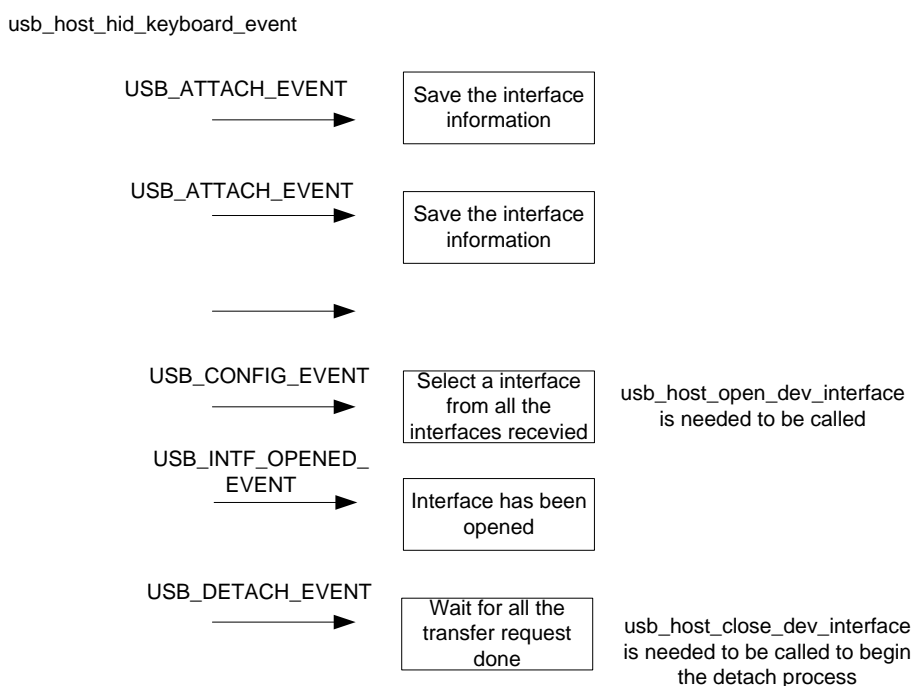 usb_host_hid_keyboard_event
USB_ATTACH_EVENT
Save the interface
information
USB_ATTACH_EVENT
Save the interface
information
USB_CONFIG_EVENT
Select a interface
from all the
interfaces recevied
usb_host_open_dev_interface
is needed to be called
USB_INTF_OPENED_
EVENT
Interface has been
opened
USB_DETACH_EVENT
Wait for all the
transfer request
done
usb_host_close_dev_interface
is needed to be called to begin
the detach process